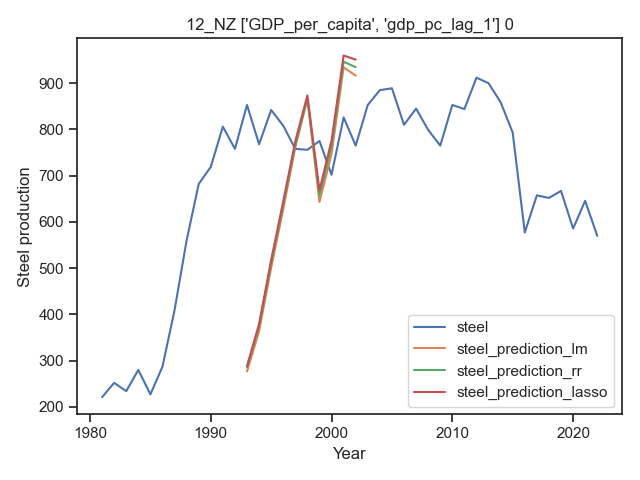 12_NZ ['GDP_per_capita', 'gdp_pc_lag_1'] 0
Steel production
900
800
700
600
500
400
300
200
1980
1990
2000
2010
2020
Year
steel
steel_prediction_lm
steel_prediction_rr
steel_prediction_lasso